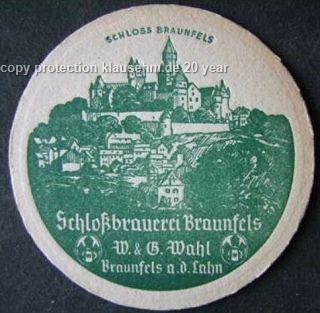 SCHLOSS BRAUNFELS
copy protection klausehm.de 20 year
Schloßbrauerei Braunfels
W. & G. Wahl
Braunfels a.d. Lahn